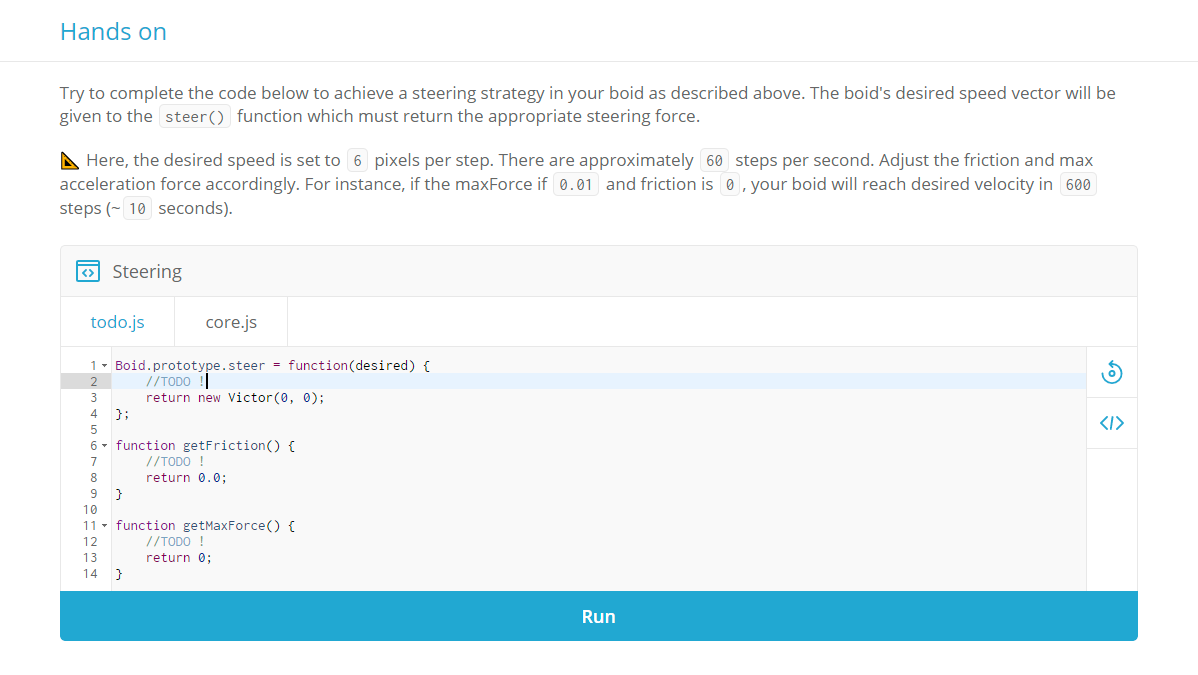 Hands on
Try to complete the code below to achieve a steering strategy in your boid as described above. The boid's desired speed vector will be
given to the steer() function which must return the appropriate steering force.
Here, the desired speed is set to 6 pixels per step. There are approximately 60 steps per second. Adjust the friction and max
acceleration force accordingly. For instance, if the maxForce if 0.01 and friction is 0, your boid will reach desired velocity in 600
steps (~ 10 seconds).
Steering
todo.js core.js
1 Boid.prototype.steer = function(desired) {
2     //TODO !
3     return new Victor(0, 0);
4 };
5
6 function getFriction() {
7     //TODO !
8     return 0.0;
9 }
10
11 function getMaxForce() {
12     //TODO !
13     return 0;
14 }
Run